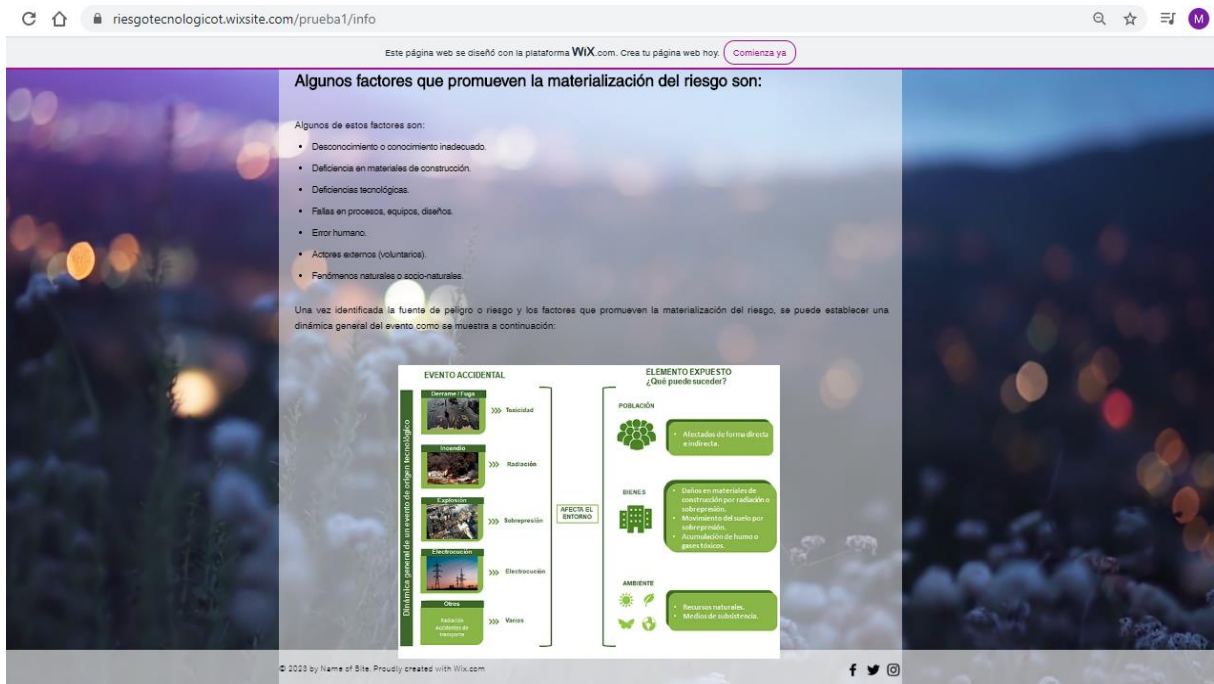 riesgotecnologicot.wixsite.com/prueba1/info
M
Este página web se diseñó con la plataforma WiX.com. Crea tu página web hoy. Comienza ya
Algunos factores que promueven la materialización del riesgo son:
Algunos de estos factores son:
• Desconocimiento o conocimiento inadecuado.
• Deficiencia en materiales de construcción.
• Deficiencias tecnológicas.
• Fallas en procesos, equipos, diseños.
• Error humano.
• Actores externos (voluntarios).
• Fenómenos naturales o socio-naturales.
Una vez identificada la fuente de peligro o riesgo y los factores que promueven la materialización del riesgo, se puede establecer una
dinámica general del evento como se muestra a continuación:
Dinámica general de un evento de origen tecnológico
EVENTO ACCIDENTAL
Derrame / Fuga
>>> Toxicidad
Incendio
>>> Radiación
Explosión
>>> Sobrepresión
Electrocución
>>> Electrocución
Otros
Radiación
Accidentes de
transporte
>>> Varios
AFECTA EL
ENTORNO
ELEMENTO EXPUESTO
¿Qué puede suceder?
POBLACIÓN
• Afectados de forma directa
e indirecta.
BIENES
• Daños en materiales de
construcción por radiación o
sobrepresión.
• Movimiento del suelo por
sobrepresión.
• Acumulación de humo o
gases tóxicos.
AMBIENTE
• Recursos naturales.
• Medios de subsistencia.
© 2023 by Name of Site. Proudly created with Wix.com